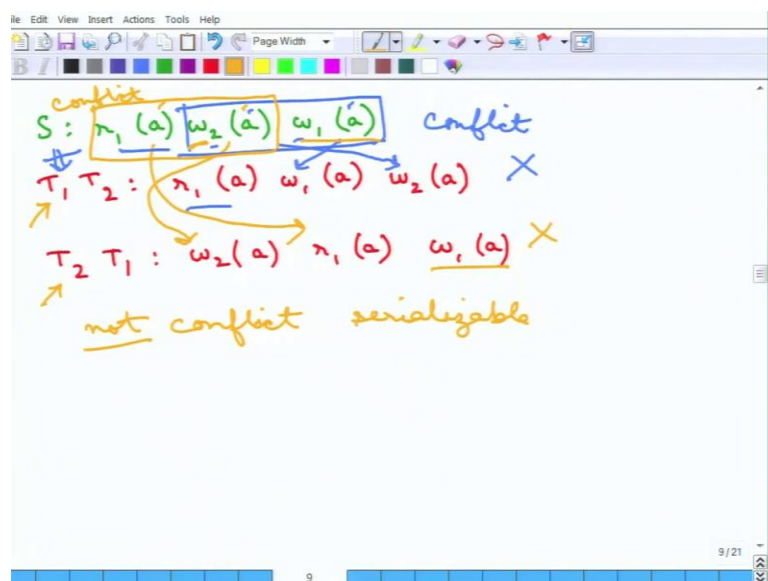 ile Edit View Insert Actions Tools Help
Page Width
B I
conflict
S : r₁ (a) w₂ (a) w₁ (a) conflict
T₁ T₂ : r₁ (a) w₁ (a) w₂ (a) X
T₂ T₁ : w₂ (a) r₁ (a) w₁ (a) X
not conflict serializable
9/21
9